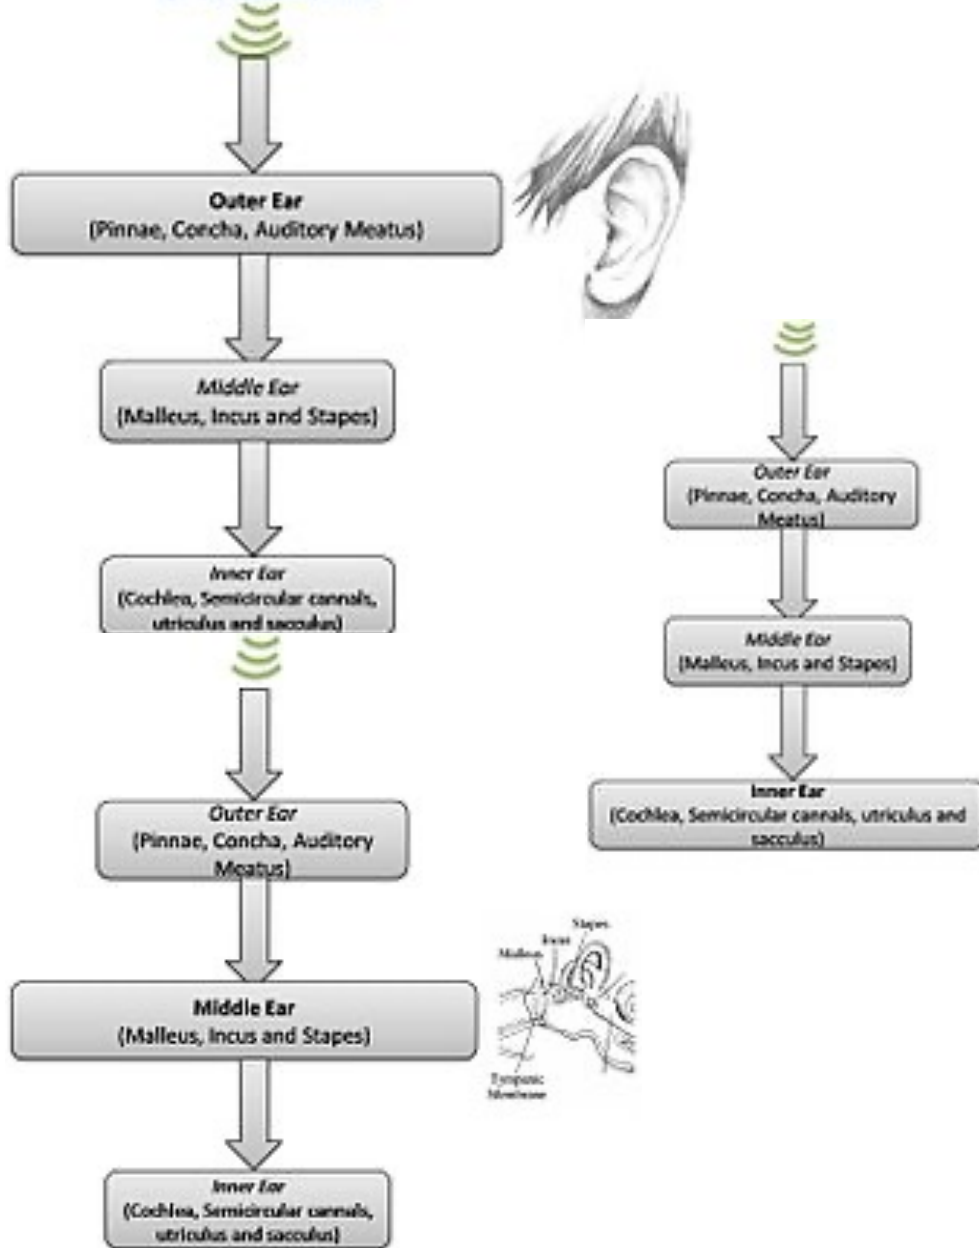 Outer Ear
(Pinnae, Concha, Auditory Meatus)
Middle Ear
(Malleus, Incus and Stapes)
Inner Ear
(Cochlea, Semicircular cannals,
utriculus and sacculus)
Outer Ear
(Pinnae, Concha, Auditory
Meatus)
Middle Ear
(Malleus, Incus and Stapes)
Inner Ear
(Cochlea, Semicircular cannals,
utriculus and sacculus)
Stapes
Incus
Malleus
Tympanic
Membrane
Outer Ear
(Pinnae, Concha, Auditory
Meatus)
Middle Ear
(Malleus, Incus and Stapes)
Inner Ear
(Cochlea, Semicircular cannals, utriculus and
sacculus)